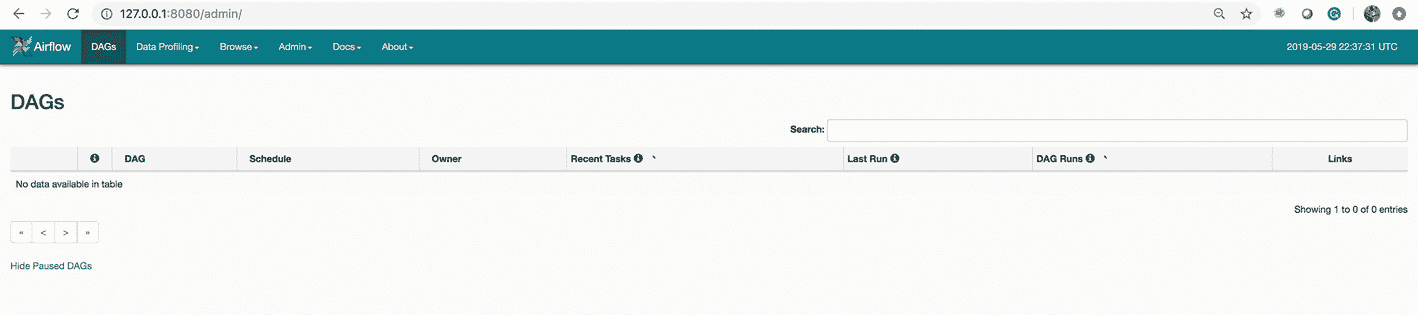 127.0.0.1:8080/admin/
Airflow DAGs Data Profiling Browse Admin Docs About 2019-05-29 22:37:31 UTC
DAGs
Search:
DAG Schedule Owner Recent Tasks Last Run DAG Runs Links
No data available in table
Showing 1 to 0 of 0 entries
« < > »
Hide Paused DAGs